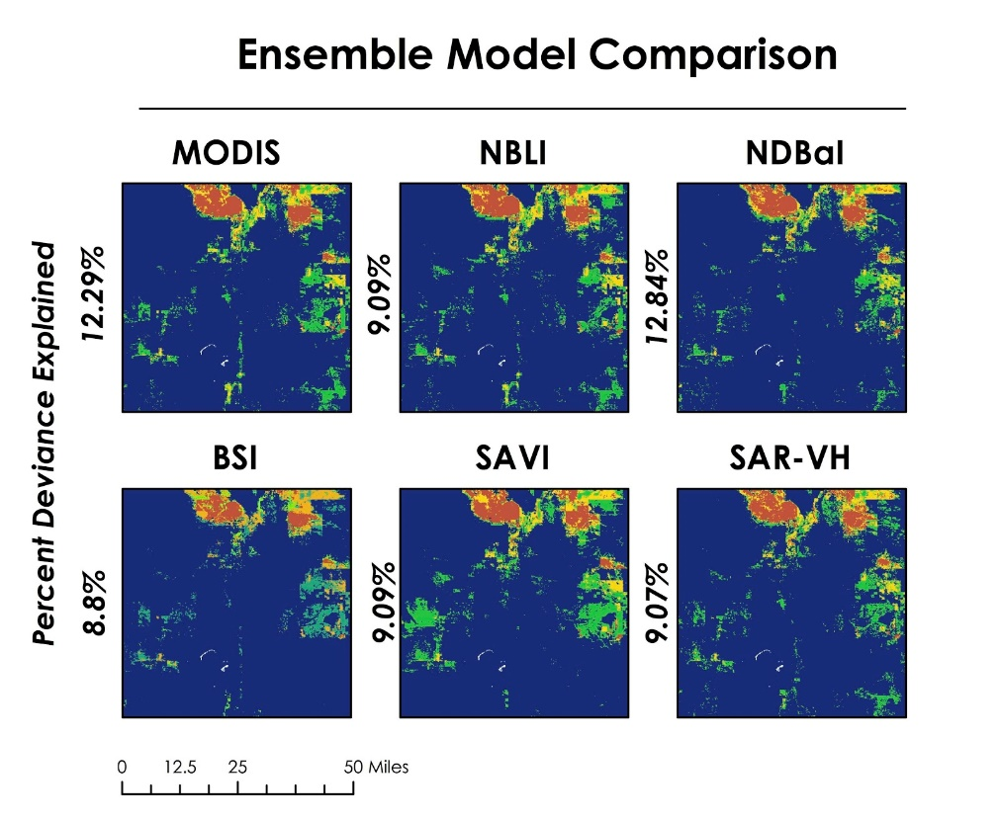 Ensemble Model Comparison
MODIS
NBLI
NDBaI
Percent Deviance Explained
12.29%
9.09%
12.84%
BSI
SAVI
SAR-VH
8.8%
9.09%
9.07%
0 12.5 25 50 Miles